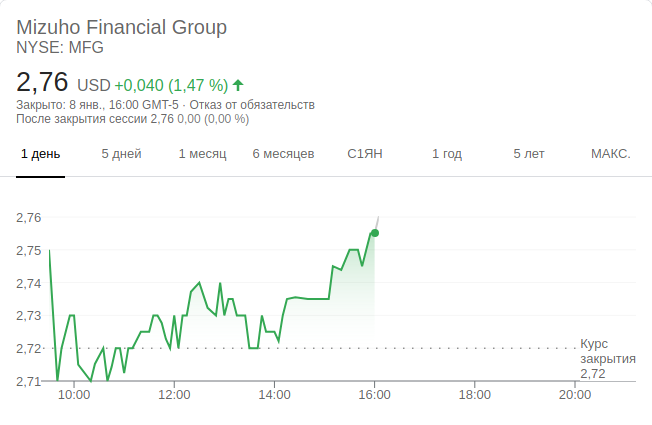 Mizuho Financial Group
NYSE: MFG
2,76 USD +0,040 (1,47 %)
Закрыто: 8 янв., 16:00 GMT-5 · Отказ от обязательств
После закрытия сессии 2,76 0,00 (0,00 %)
1 день 5 дней 1 месяц 6 месяцев С1ЯН 1 год 5 лет МАКС.
2,76
2,75
2,74
2,73
2,72
2,71
Курс
закрытия
2,72
10:00 12:00 14:00 16:00 18:00 20:00